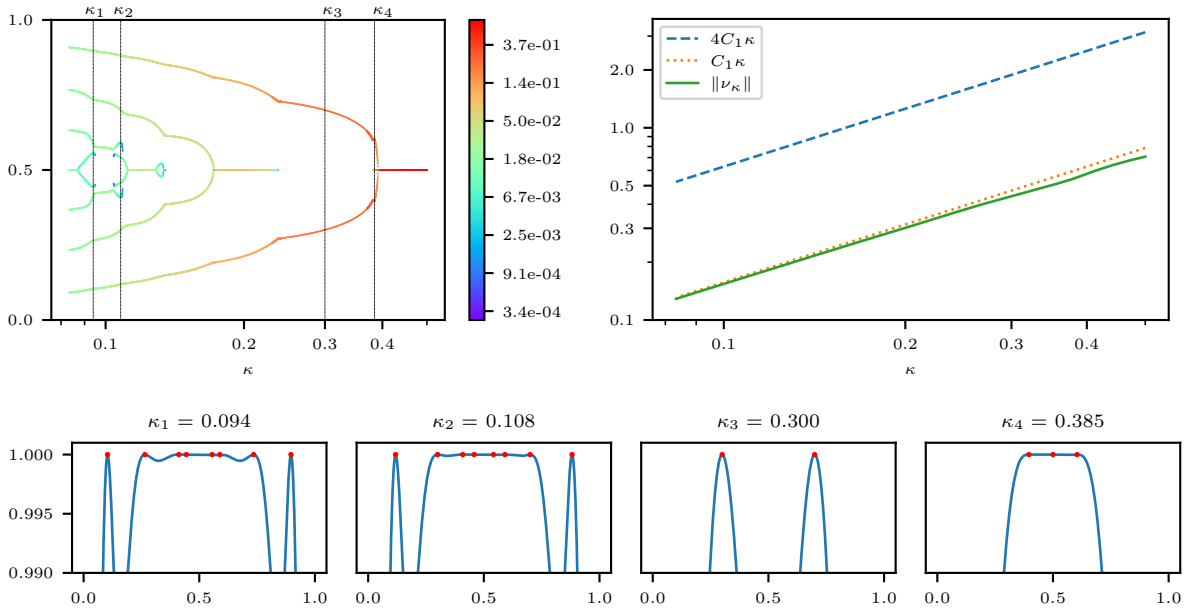 κ₁ κ₂ κ₃ κ₄
1.0
0.5
0.0
0.1 0.2 0.3 0.4
κ
3.7e-01
1.4e-01
5.0e-02
1.8e-02
6.7e-03
2.5e-03
9.1e-04
3.4e-04
4C₁κ
C₁κ
‖νκ‖
2.0
1.0
0.5
0.3
0.1
0.1 0.2 0.3 0.4
κ
κ₁ = 0.094 κ₂ = 0.108 κ₃ = 0.300 κ₄ = 0.385
1.000
0.995
0.990
0.0 0.5 1.0 0.0 0.5 1.0 0.0 0.5 1.0 0.0 0.5 1.0